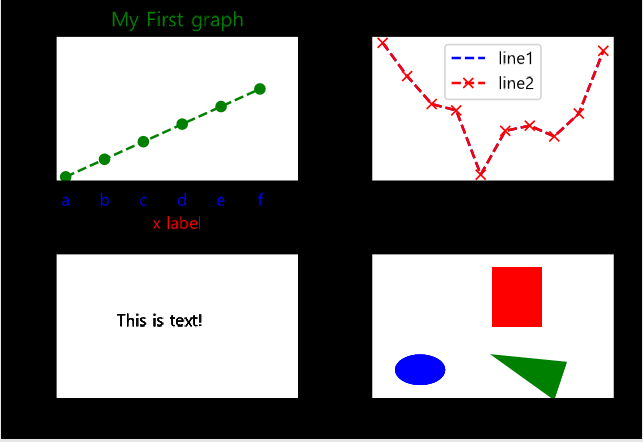 My First graph
line1
line2
a b c d e f
x label
This is text!